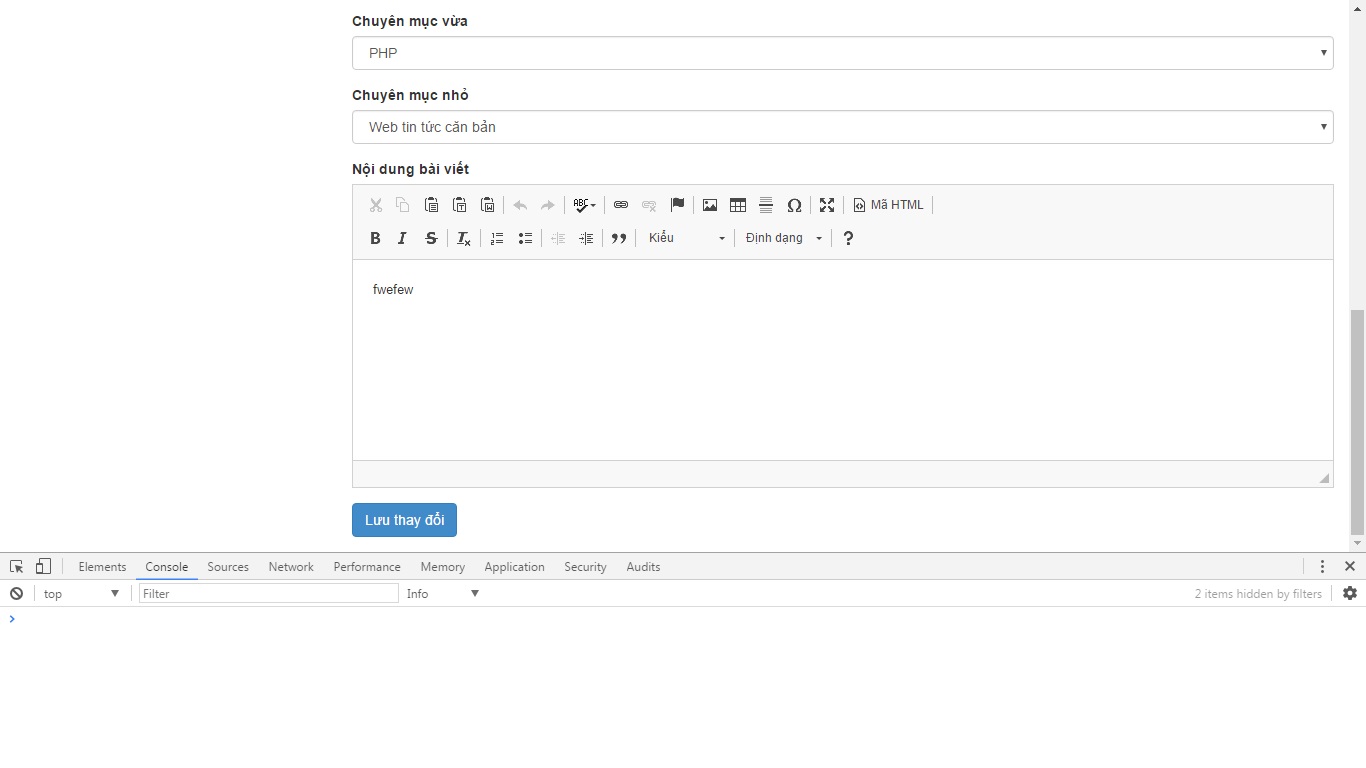 Chuyên mục vừa
PHP
Chuyên mục nhỏ
Web tin tức căn bản
Nội dung bài viết
ABC Mã HTML
B I S Tx Kiểu Định dạng ?
fwefew
Lưu thay đổi
Elements Console Sources Network Performance Memory Application Security Audits
top Filter Info 2 items hidden by filters